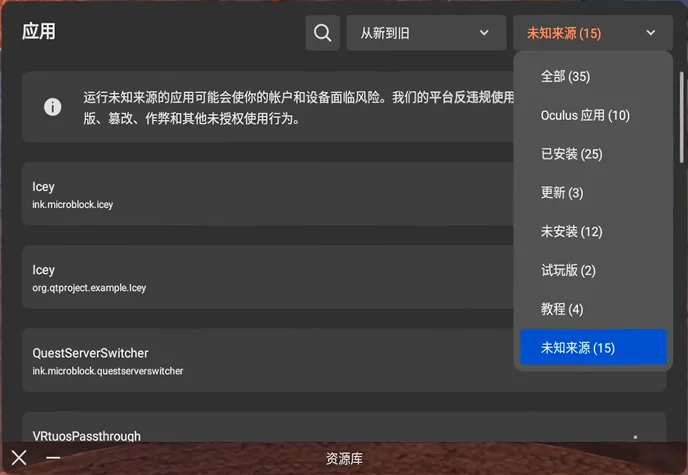 应用
从新到旧
未知来源 (15)
运行未知来源的应用可能会使你的帐户和设备面临风险。我们的平台反违规使用
版、篡改、作弊和其他未授权使用行为。
全部 (35)
Oculus 应用 (10)
已安装 (25)
更新 (3)
未安装 (12)
试玩版 (2)
教程 (4)
未知来源 (15)
Icey
ink.microblock.icey
Icey
org.qtproject.example.Icey
QuestServerSwitcher
ink.microblock.questserverswitcher
VRtuosPassthrough
资源库